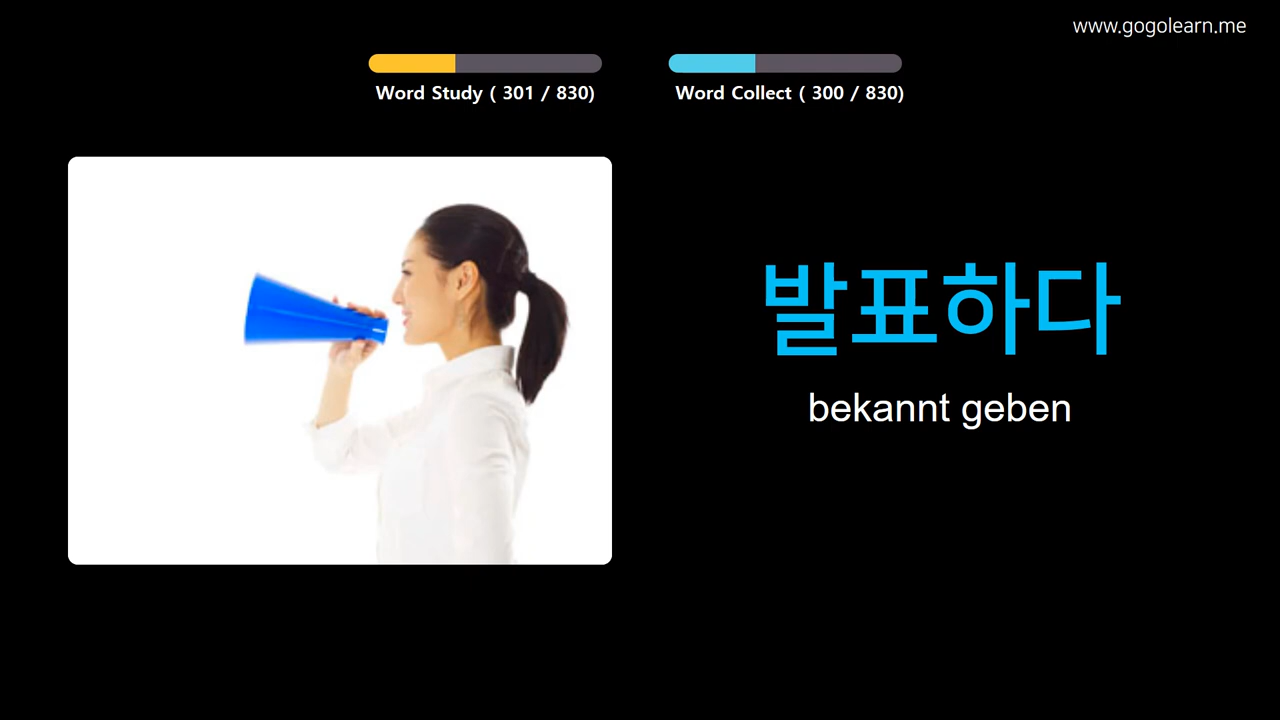 www.gogolearn.me
Word Study ( 301 / 830)
Word Collect ( 300 / 830)
발표하다
bekannt geben